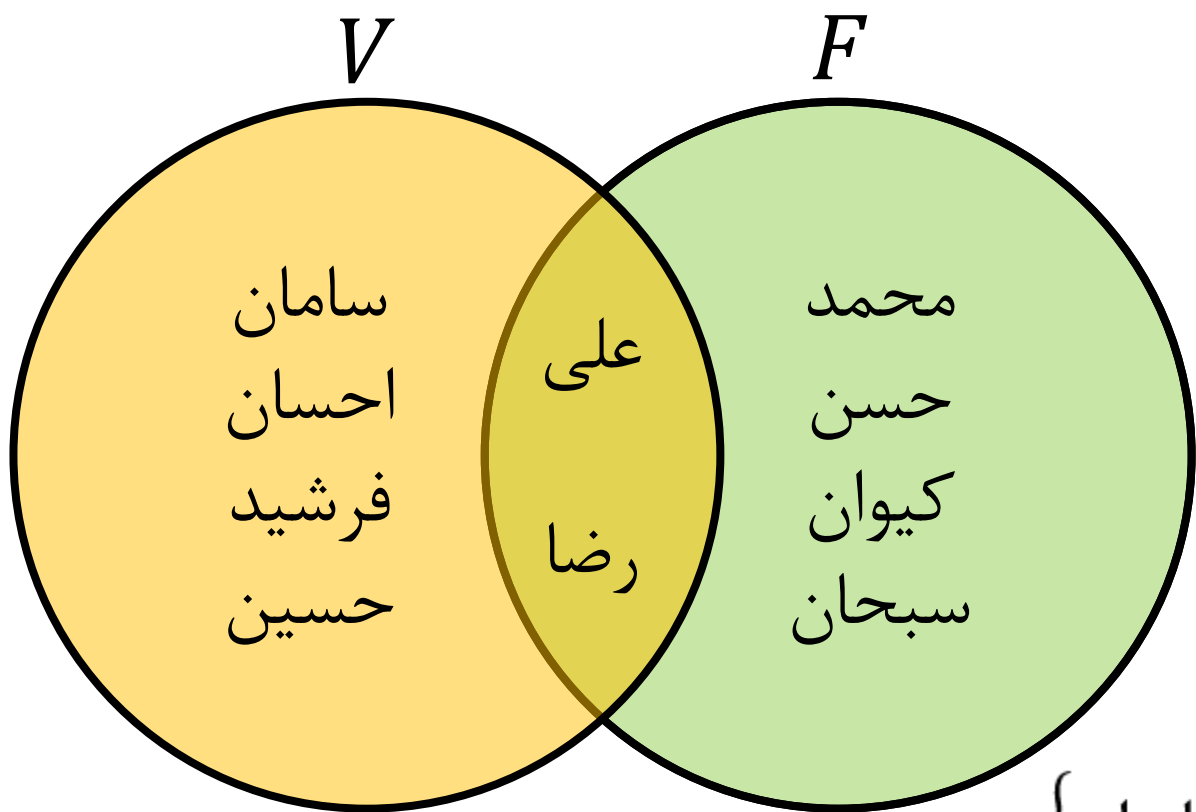 V
F
سامان
احسان
فرشید
حسین
علی
رضا
محمد
حسن
کیوان
سبحان